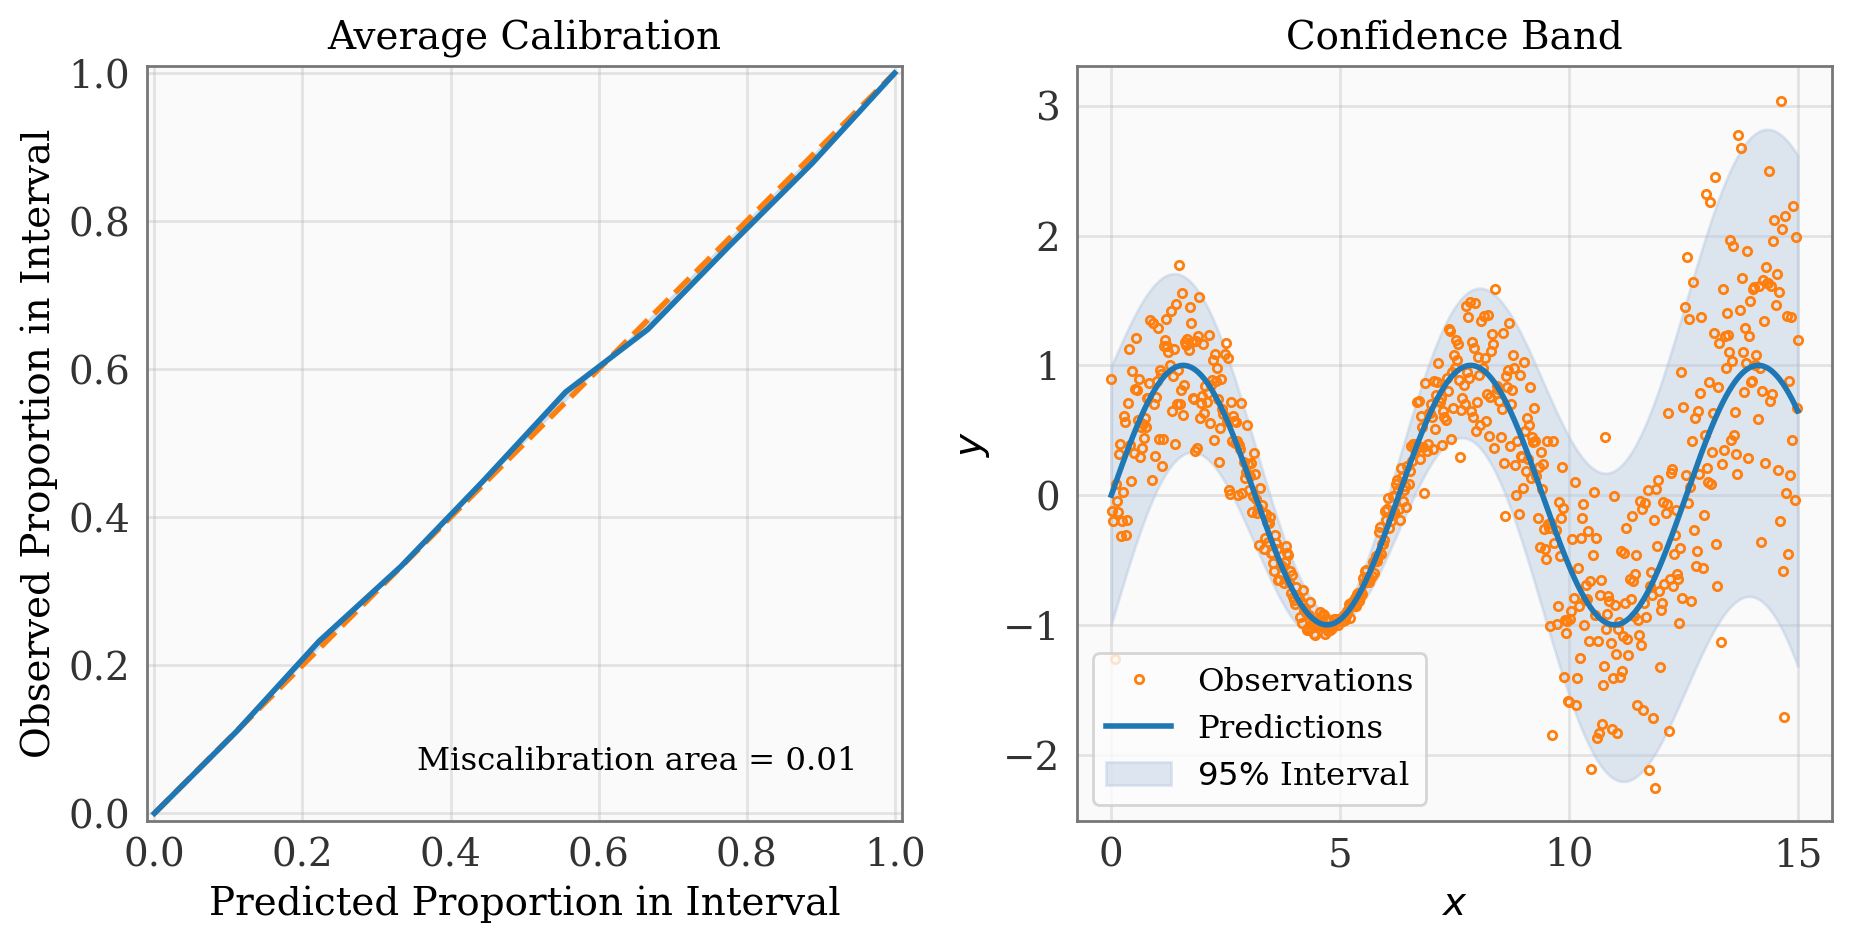 Average Calibration
Observed Proportion in Interval
1.0
0.8
0.6
0.4
0.2
0.0
Miscalibration area = 0.01
0.0 0.2 0.4 0.6 0.8 1.0
Predicted Proportion in Interval
Confidence Band
y
3
2
1
0
−1
−2
Observations
Predictions
95% Interval
0 5 10 15
x